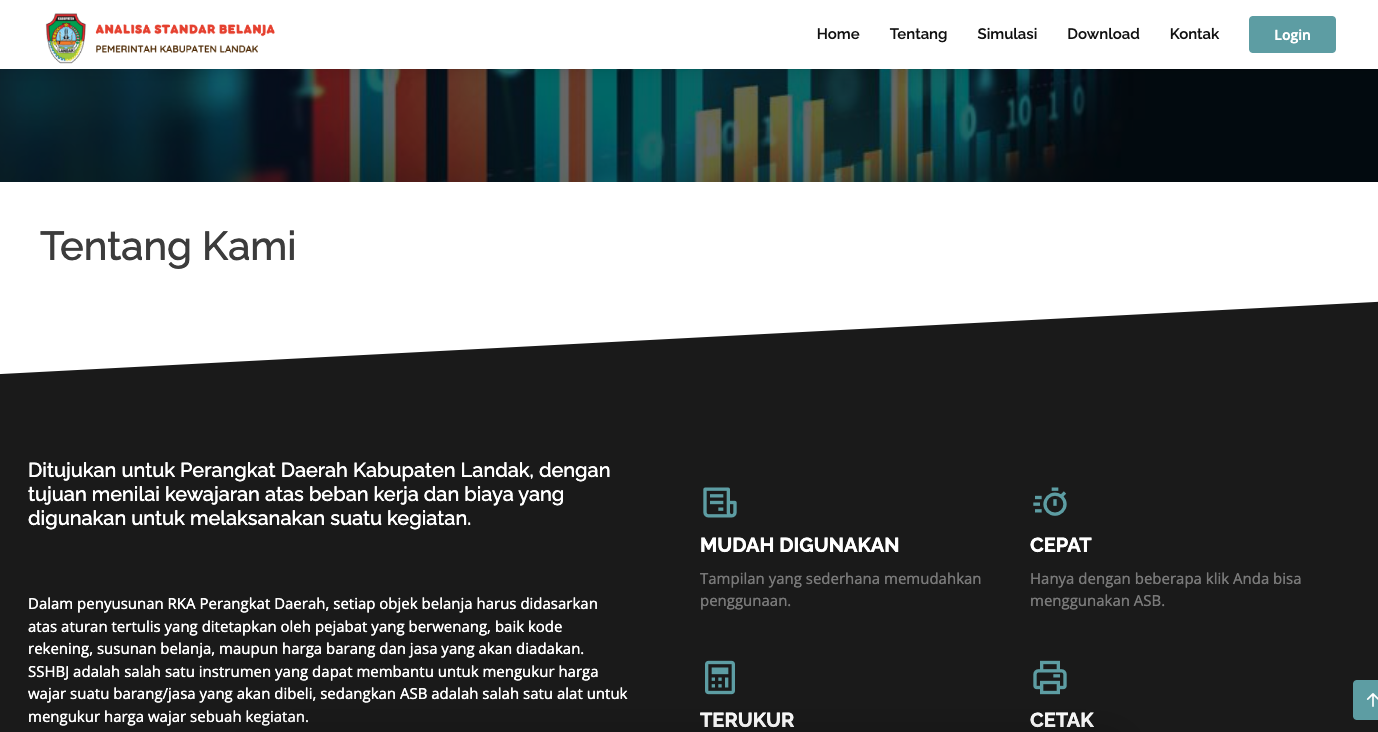 ANALISA STANDAR BELANJA
PEMERINTAH KABUPATEN LANDAK
Home
Tentang
Simulasi
Download
Kontak
Login
Tentang Kami
Ditujukan untuk Perangkat Daerah Kabupaten Landak, dengan
tujuan menilai kewajaran atas beban kerja dan biaya yang
digunakan untuk melaksanakan suatu kegiatan.
Dalam penyusunan RKA Perangkat Daerah, setiap objek belanja harus didasarkan
atas aturan tertulis yang ditetapkan oleh pejabat yang berwenang, baik kode
rekening, susunan belanja, maupun harga barang dan jasa yang akan diadakan.
SSHBJ adalah salah satu instrumen yang dapat membantu untuk mengukur harga
wajar suatu barang/jasa yang akan dibeli, sedangkan ASB adalah salah satu alat untuk
mengukur harga wajar sebuah kegiatan.
MUDAH DIGUNAKAN
Tampilan yang sederhana memudahkan
penggunaan.
CEPAT
Hanya dengan beberapa klik Anda bisa
menggunakan ASB.
TERUKUR
CETAK